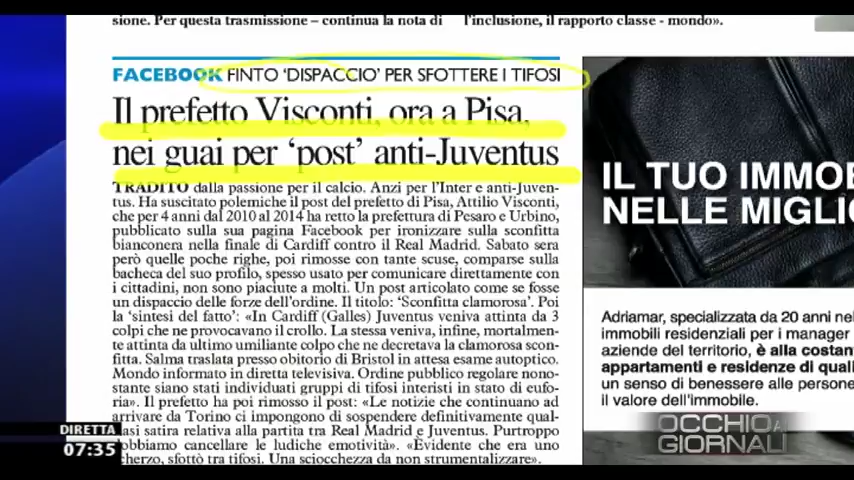 sione. Per questa trasmissione – continua la nota di
l'inclusione, il rapporto classe - mondo».
FACEBOOK FINTO 'DISPACCIO' PER SFOTTERE I TIFOSI
Il prefetto Visconti, ora a Pisa,
nei guai per 'post' anti-Juventus
TRADITO dalla passione per il calcio. Anzi per l'Inter e anti-Juven-
tus. Ha suscitato polemiche il post del prefetto di Pisa, Attilio Visconti,
che per 4 anni dal 2010 al 2014 ha retto la prefettura di Pesaro e Urbino,
pubblicato sulla sua pagina Facebook per ironizzare sulla sconfitta
bianconera nella finale di Cardiff contro il Real Madrid. Sabato sera
però quelle poche righe, poi rimosse con tante scuse, comparse sulla
bacheca del suo profilo, spesso usato per comunicare direttamente con
i cittadini, non sono piaciute a molti. Un post articolato come se fosse
un dispaccio delle forze dell'ordine. Il titolo: 'Sconfitta clamorosa'. Poi
la 'sintesi del fatto': «In Cardiff (Galles) Juventus veniva attinta da 3
colpi che ne provocavano il crollo. La stessa veniva, infine, mortalmen-
te attinta da ultimo umiliante colpo che ne decretava la clamorosa scon-
fitta. Salma traslata presso obitorio di Bristol in attesa esame autoptico.
Mondo informato in diretta televisiva. Ordine pubblico regolare nono-
stante siano stati individuati gruppi di tifosi interisti in stato di eufo-
ria». Il prefetto ha poi rimosso il post: «Le notizie che continuano ad
arrivare da Torino ci impongono di sospendere definitivamente qual-
iasi satira relativa alla partita tra Real Madrid e Juventus. Purtroppo
dobbiamo cancellare le ludiche emotività». «Evidente che era uno
cherzo, sfottò tra tifosi. Una sciocchezza da non strumentalizzare».
IL TUO IMMOB
NELLE MIGLIO
Adriamar, specializzata da 20 anni nel
immobili residenziali per i manager
aziende del territorio, è alla costan
appartamenti e residenze di quali
un senso di benessere alle persone
il valore dell'immobile.
DIRETTA
07:35
OCCHIO AI
GIORNALI